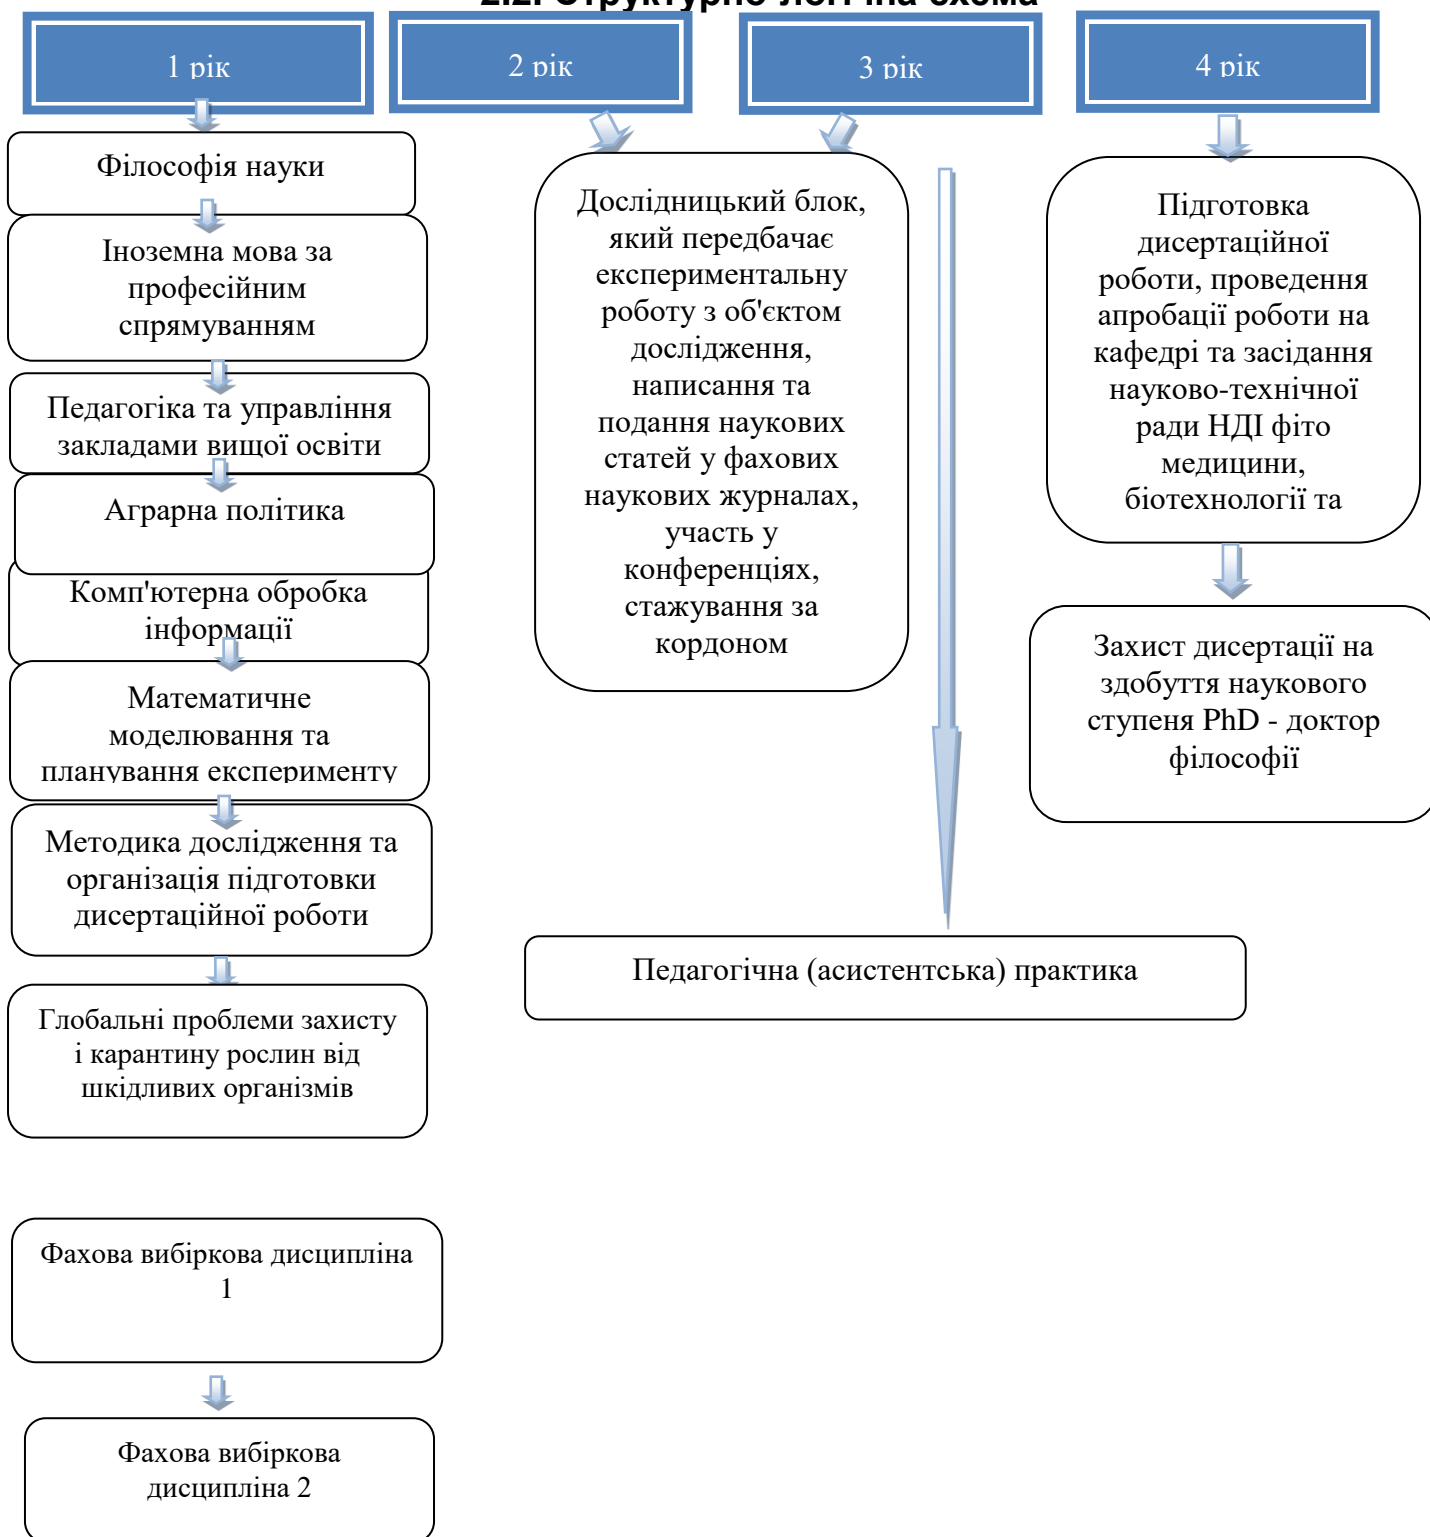 2.2. Структурно-логічна схема
1 рік
2 рік
3 рік
4 рік
Філософія науки
Іноземна мова за
професійним
спрямуванням
Педагогіка та управління
закладами вищої освіти
Аграрна політика
Комп'ютерна обробка
інформації
Математичне
моделювання та
планування експерименту
Методика дослідження та
організація підготовки
дисертаційної роботи
Глобальні проблеми захисту
і карантину рослин від
шкідливих організмів
Фахова вибіркова дисципліна
1
Фахова вибіркова
дисципліна 2
Дослідницький блок,
який передбачає
експериментальну
роботу з об'єктом
дослідження,
написання та
подання наукових
статей у фахових
наукових журналах,
участь у
конференціях,
стажування за
кордоном
Педагогічна (асистентська) практика
Підготовка
дисертаційної
роботи, проведення
апробації роботи на
кафедрі та засідання
науково-технічної
ради НДІ фіто
медицини,
біотехнології та
Захист дисертації на
здобуття наукового
ступеня PhD - доктор
філософії